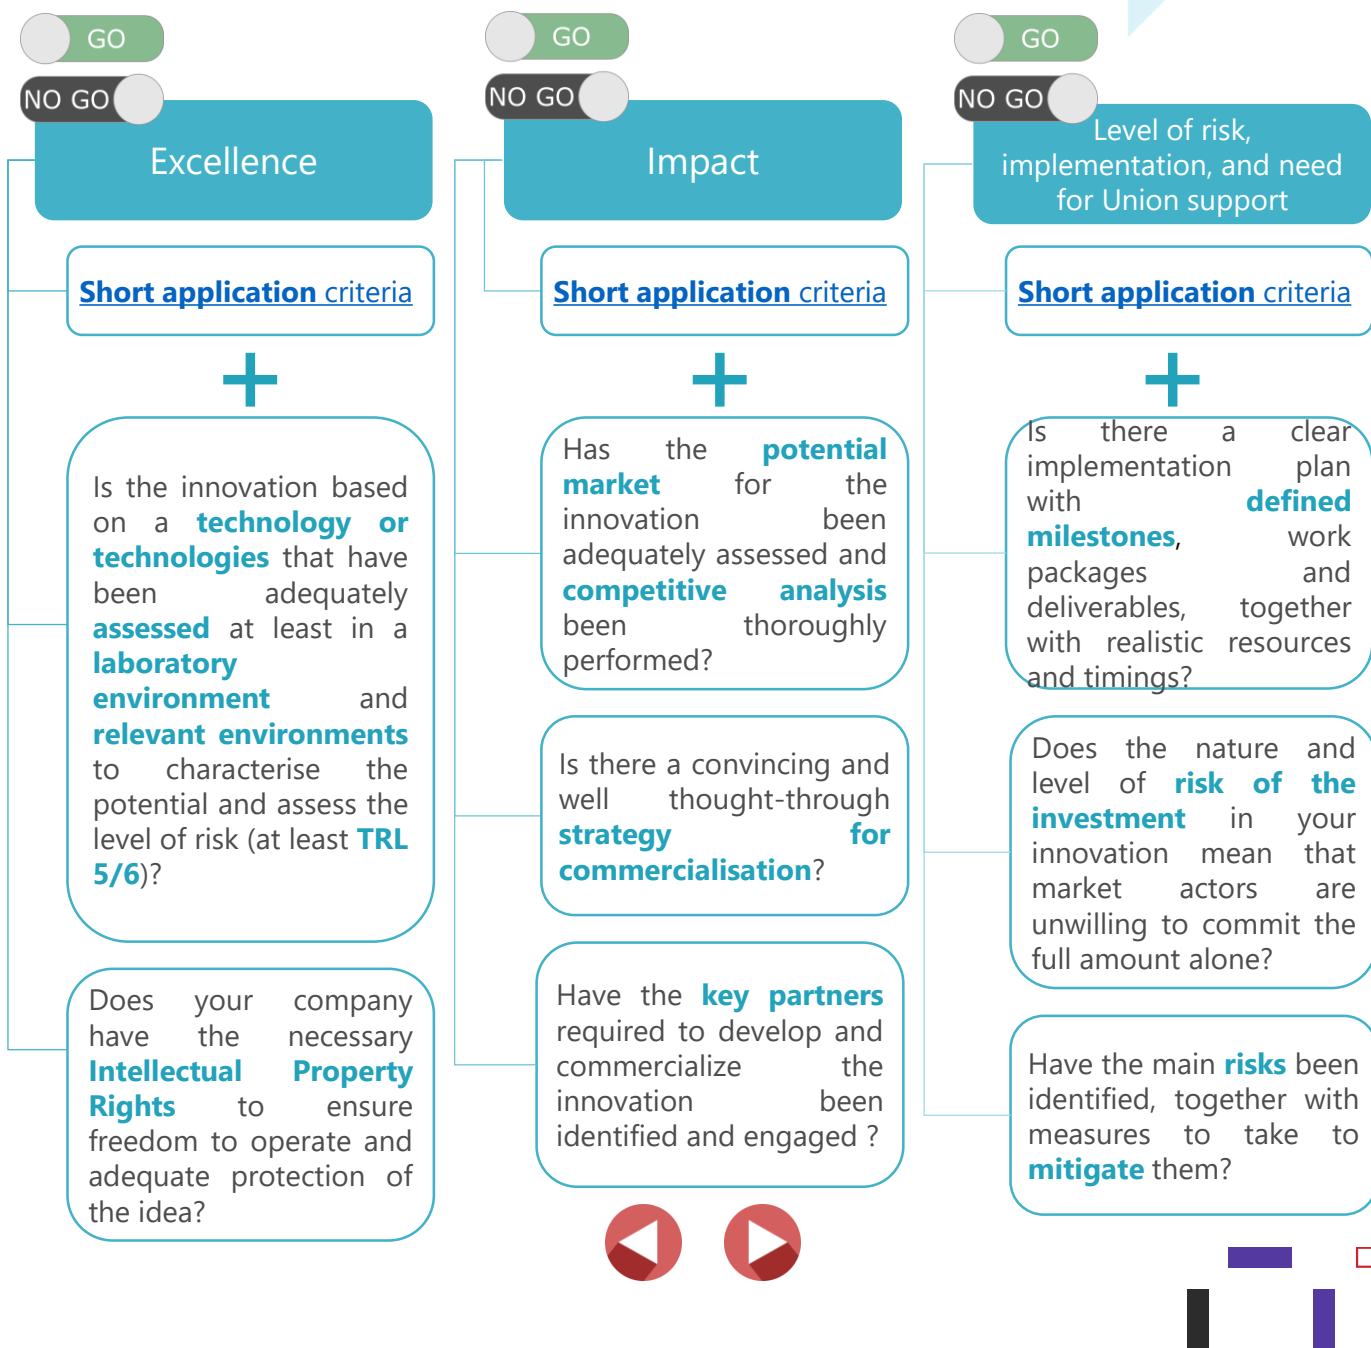 GO
NO GO
Excellence
Short application criteria
Is the innovation based
on a technology or
technologies that have
been adequately
assessed at least in a
laboratory
environment and
relevant environments
to characterise the
potential and assess the
level of risk (at least TRL
5/6)?
Does your company
have the necessary
Intellectual Property
Rights to ensure
freedom to operate and
adequate protection of
the idea?
GO
NO GO
Impact
Short application criteria
Has the potential
market for the
innovation been
adequately assessed and
competitive analysis
been thoroughly
performed?
Is there a convincing and
well thought-through
strategy for
commercialisation?
Have the key partners
required to develop and
commercialize the
innovation been
identified and engaged ?
GO
NO GO
Level of risk,
implementation, and need
for Union support
Short application criteria
Is there a clear
implementation plan
with defined
milestones, work
packages and
deliverables, together
with realistic resources
and timings?
Does the nature and
level of risk of the
investment in your
innovation mean that
market actors are
unwilling to commit the
full amount alone?
Have the main risks been
identified, together with
measures to take to
mitigate them?